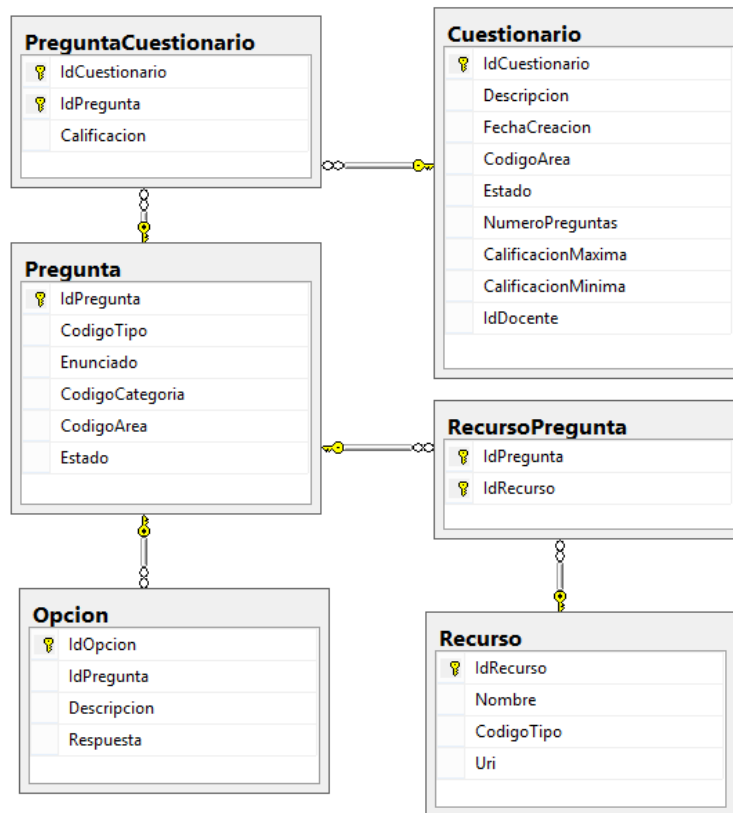 PreguntaCuestionario
IdCuestionario
IdPregunta
Calificacion
Cuestionario
IdCuestionario
Descripcion
FechaCreacion
CodigoArea
Estado
NumeroPreguntas
CalificacionMaxima
CalificacionMinima
IdDocente
Pregunta
IdPregunta
CodigoTipo
Enunciado
CodigoCategoria
CodigoArea
Estado
RecursoPregunta
IdPregunta
IdRecurso
Opcion
IdOpcion
IdPregunta
Descripcion
Respuesta
Recurso
IdRecurso
Nombre
CodigoTipo
Uri